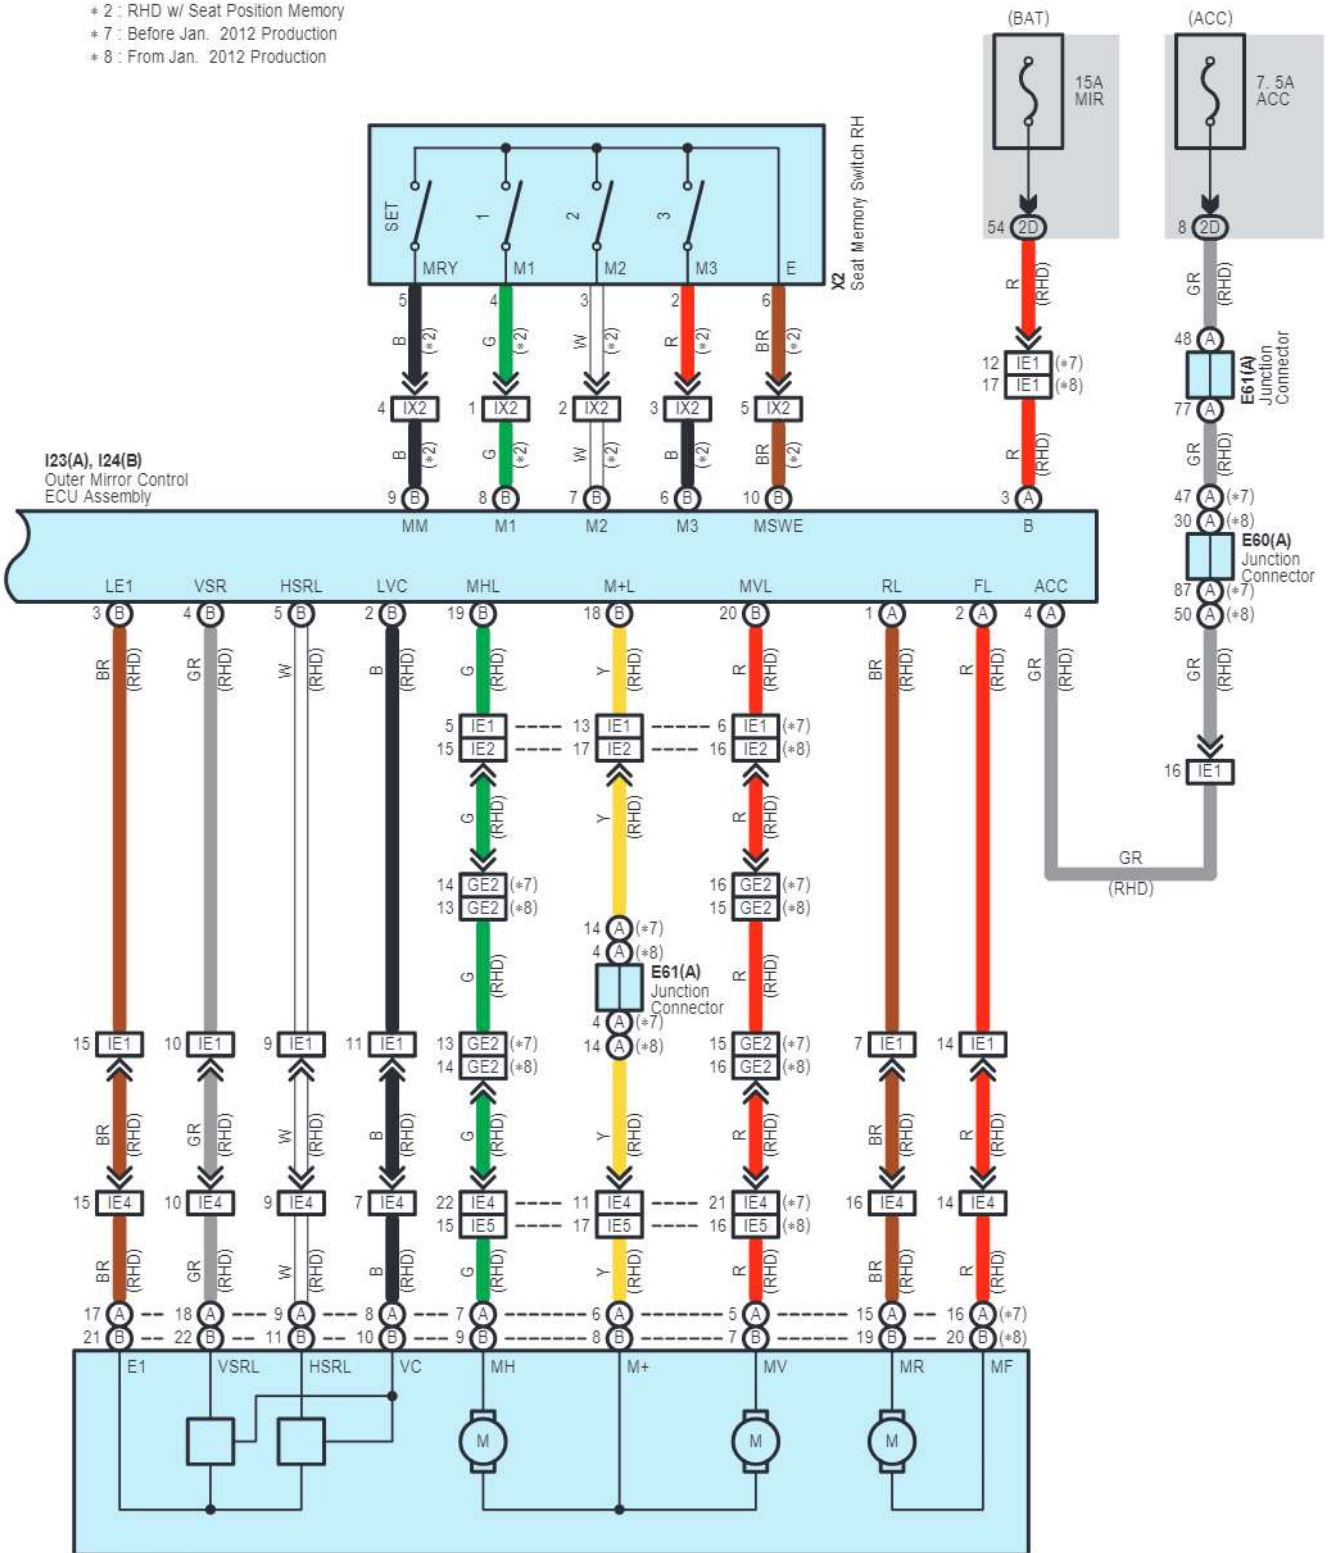 * 2 : RHD w/ Seat Position Memory
* 7 : Before Jan. 2012 Production
* 8 : From Jan. 2012 Production
(BAT) (ACC)
15A MIR
7. 5A ACC
54 2D 8 2D
SET 1 2 3
MRY M1 M2 M3 E
X2
Seat Memory Switch RH
5 4 3 2 6
B (*2) G (*2) W (*2) R (*2) BR (*2)
R (RHD) GR (RHD)
48 A
12 IE1 (*7)
17 IE1 (*8)
E61(A)
Junction
Connector
77 A
4 IX2 1 IX2 2 IX2 3 IX2 5 IX2
B (*2) G (*2) W (*2) B (*2) BR (*2)
R (RHD) GR (RHD)
I23(A), I24(B)
Outer Mirror Control
ECU Assembly
9 B 8 B 7 B 6 B 10 B 3 A
47 A (*7)
30 A (*8)
MM M1 M2 M3 MSWE B
E60(A)
Junction
Connector
87 A (*7)
50 A (*8)
LE1 VSR HSRL LVC MHL M+L MVL RL FL ACC
3 B 4 B 5 B 2 B 19 B 18 B 20 B 1 A 2 A 4 A
BR (RHD) GR (RHD) W (RHD) B (RHD) G (RHD) Y (RHD) R (RHD) BR (RHD) R (RHD) GR (RHD) GR (RHD)
5 IE1 13 IE1 6 IE1 (*7)
15 IE2 17 IE2 16 IE2 (*8)
16 IE1
G (RHD) Y (RHD) R (RHD)
GR
(RHD)
14 GE2 (*7) 16 GE2 (*7)
13 GE2 (*8) 15 GE2 (*8)
14 A (*7)
4 A (*8)
G (RHD) R (RHD)
E61(A)
Junction
Connector
4 A (*7)
14 A (*8)
15 IE1 10 IE1 9 IE1 11 IE1 13 GE2 (*7) 15 GE2 (*7) 7 IE1 14 IE1
14 GE2 (*8) 16 GE2 (*8)
BR (RHD) GR (RHD) W (RHD) B (RHD) G (RHD) Y (RHD) R (RHD) BR (RHD) R (RHD)
15 IE4 10 IE4 9 IE4 7 IE4 22 IE4 11 IE4 21 IE4 (*7) 16 IE4 14 IE4
15 IE5 17 IE5 16 IE5 (*8)
BR (RHD) GR (RHD) W (RHD) B (RHD) G (RHD) Y (RHD) R (RHD) BR (RHD) R (RHD)
17 A 18 A 9 A 8 A 7 A 6 A 5 A 15 A 16 A (*7)
21 B 22 B 11 B 10 B 9 B 8 B 7 B 19 B 20 B (*8)
E1 VSRL HSRL VC MH M+ MV MR MF
M M M